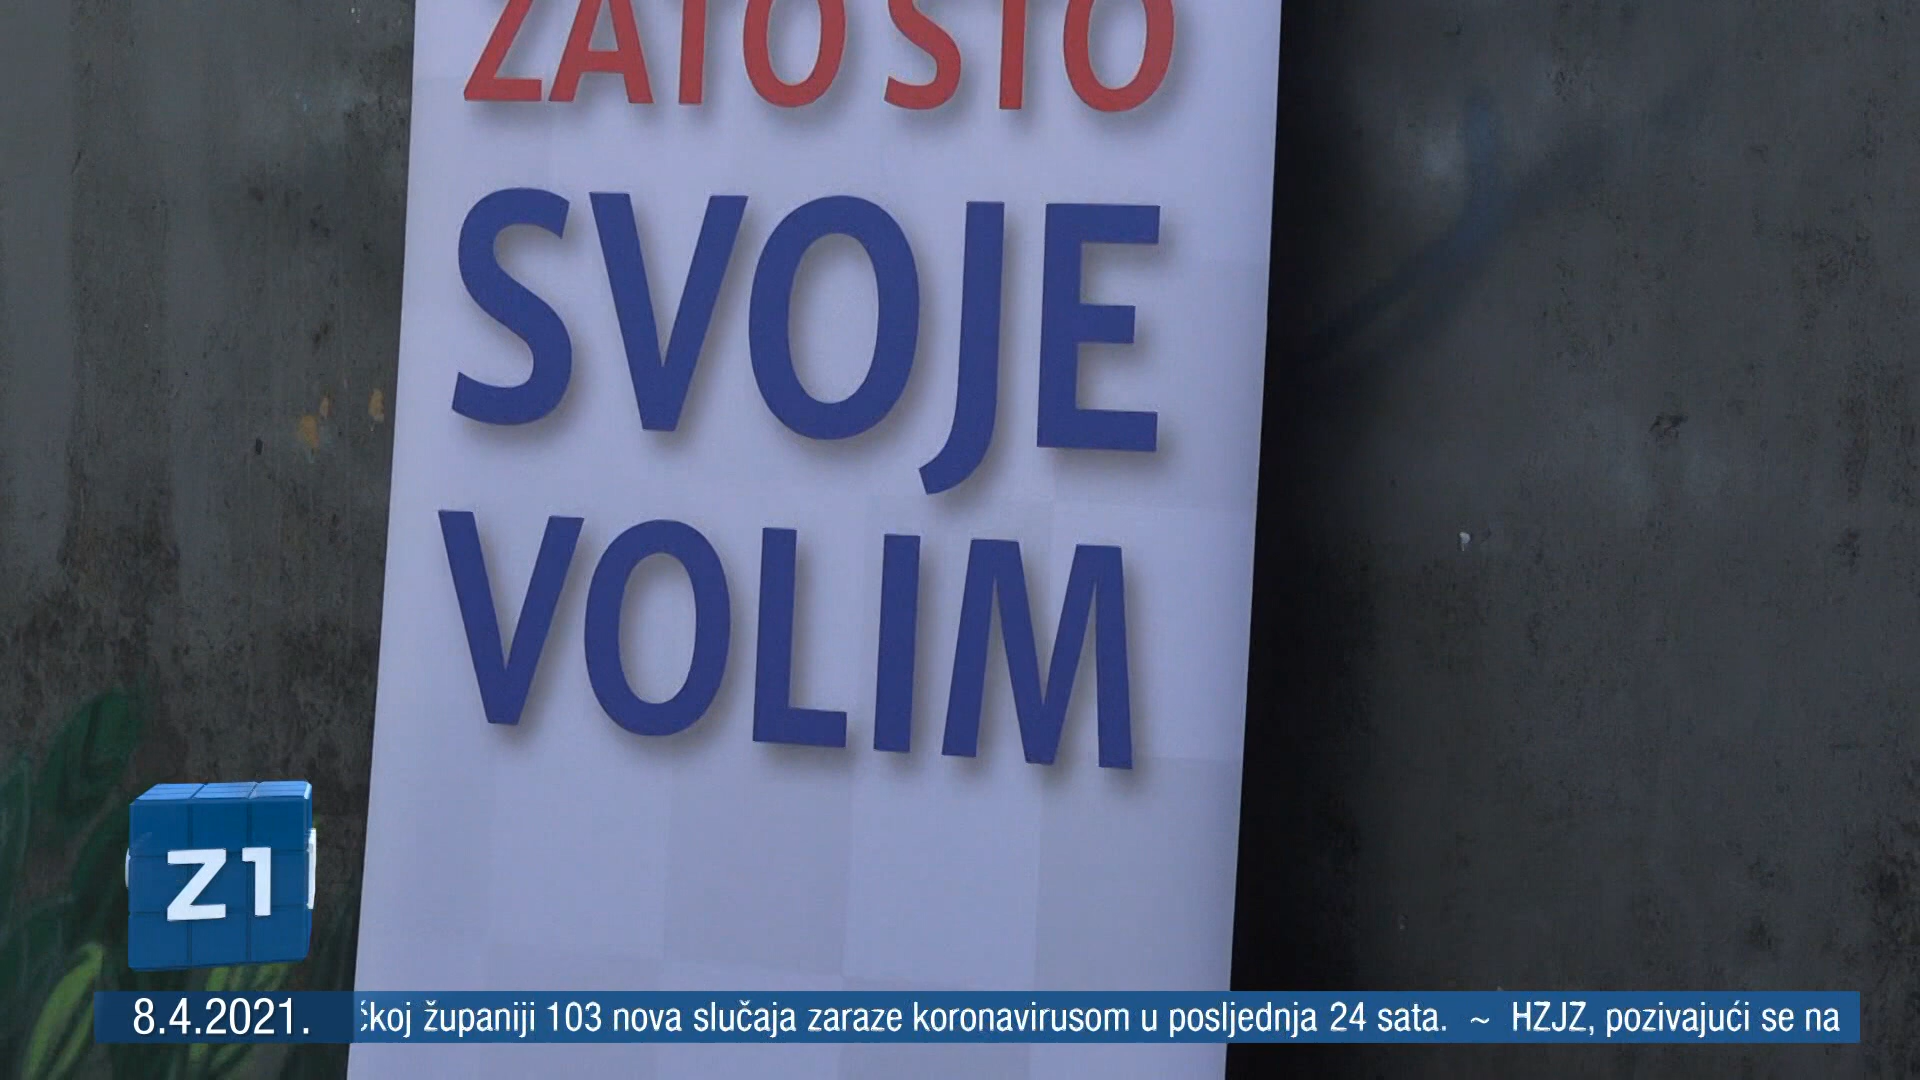 ZATO ŠTO
SVOJE
VOLIM
Z1
8.4.2021.
čkoj županiji 103 nova slučaja zaraze koronavirusom u posljednja 24 sata. ~ HZJZ, pozivajući se na